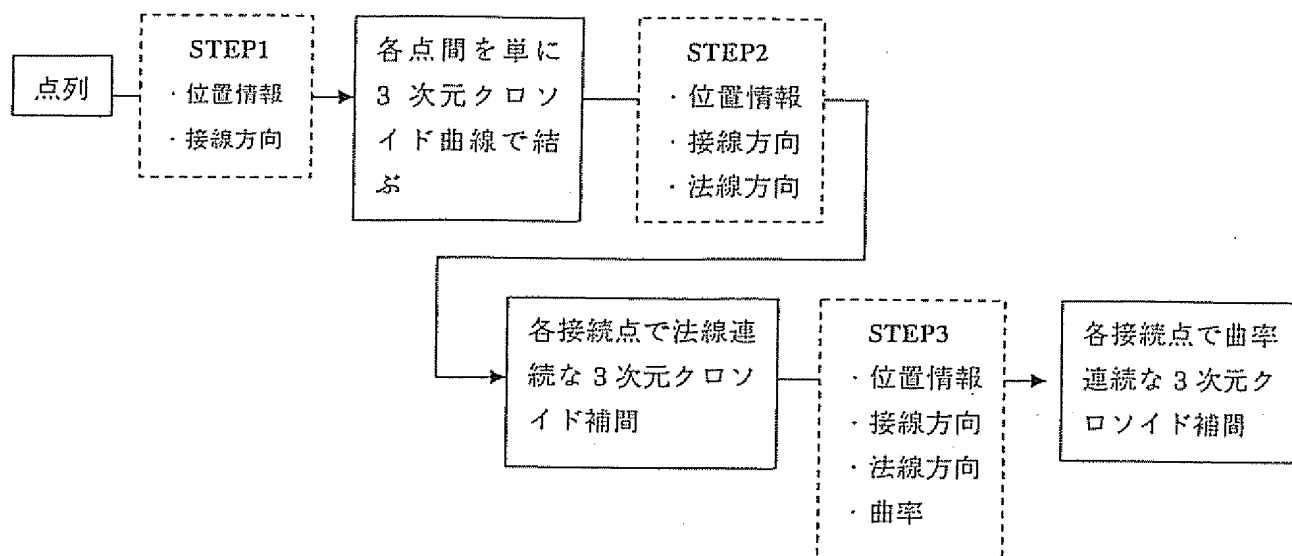 点列
STEP1
・位置情報
・接線方向
各点間を単に
3 次元クロソ
イド曲線で結
ぶ
STEP2
・位置情報
・接線方向
・法線方向
各接続点で法線連
続な 3 次元クロソ
イド補間
STEP3
・位置情報
・接線方向
・法線方向
・曲率
各接続点で曲率
連続な 3 次元ク
ロソイド補間